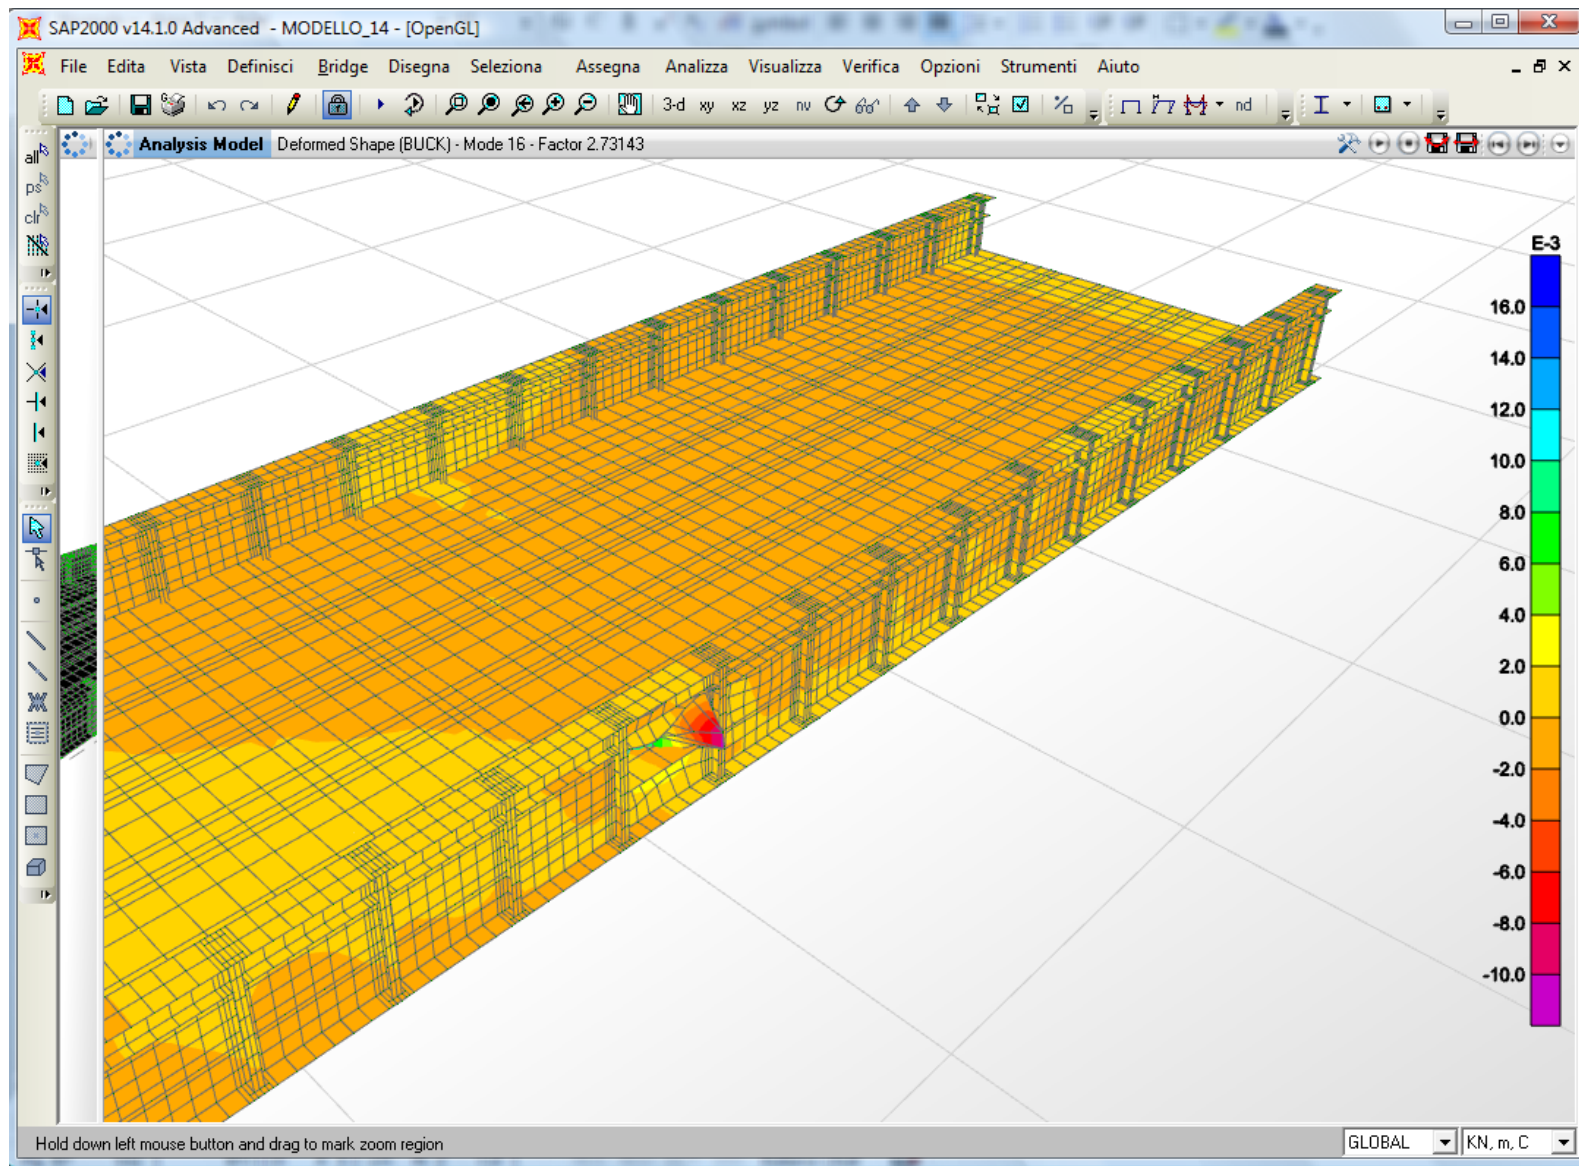 SAP2000 v14.1.0 Advanced - MODELLO_14 - [OpenGL]
File Edita Vista Definisci Bridge Disegna Seleziona Assegna Analizza Visualizza Verifica Opzioni Strumenti Aiuto
3-d xy xz yz nv nd
Analysis Model Deformed Shape (BUCK) - Mode 16 - Factor 2.73143
all
ps
clr
E-3
16.0
14.0
12.0
10.0
8.0
6.0
4.0
2.0
0.0
-2.0
-4.0
-6.0
-8.0
-10.0
Hold down left mouse button and drag to mark zoom region
GLOBAL KN, m, C